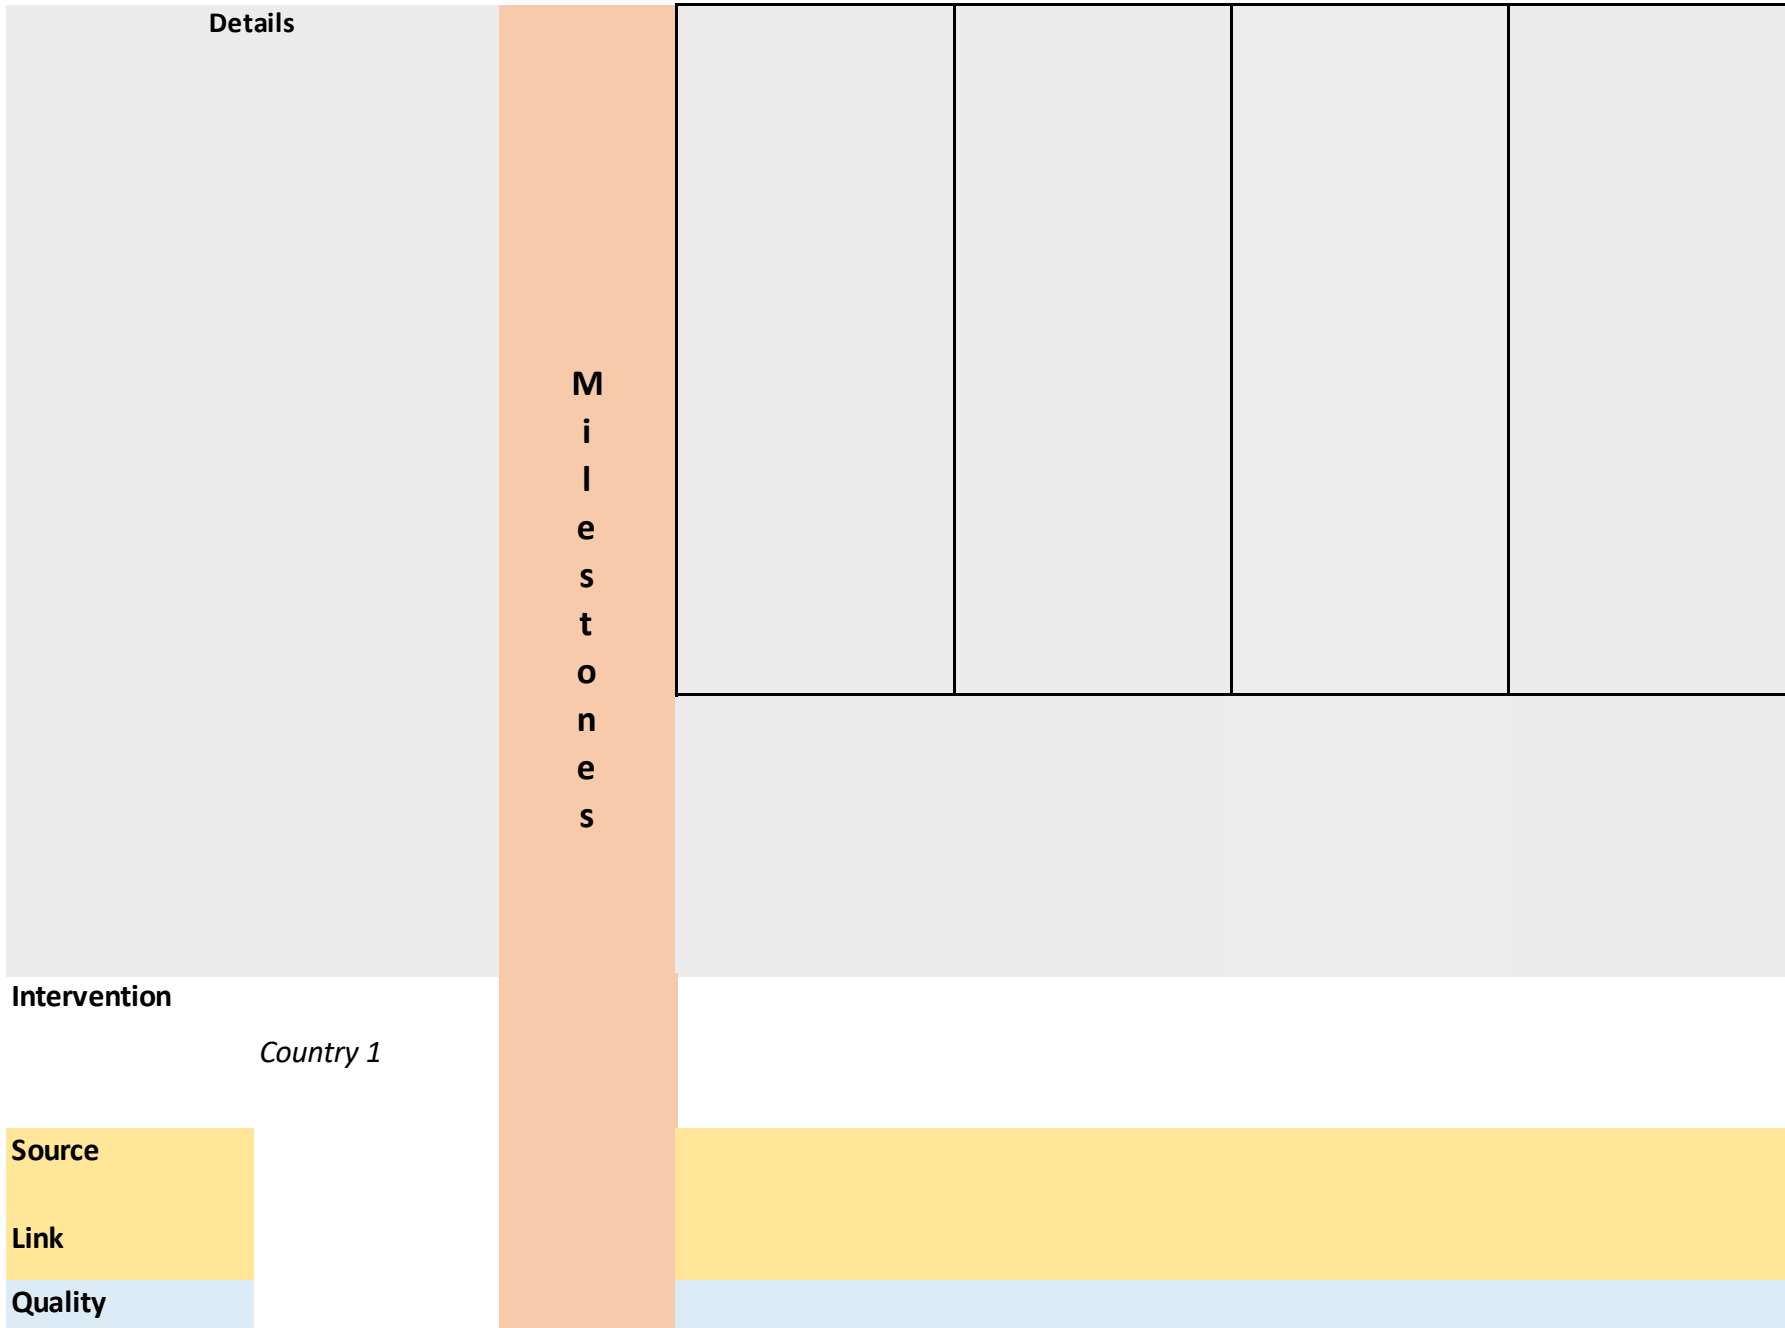 Details
M
i
l
e
s
t
o
n
e
s
Intervention
Country 1
Source
Link
Quality